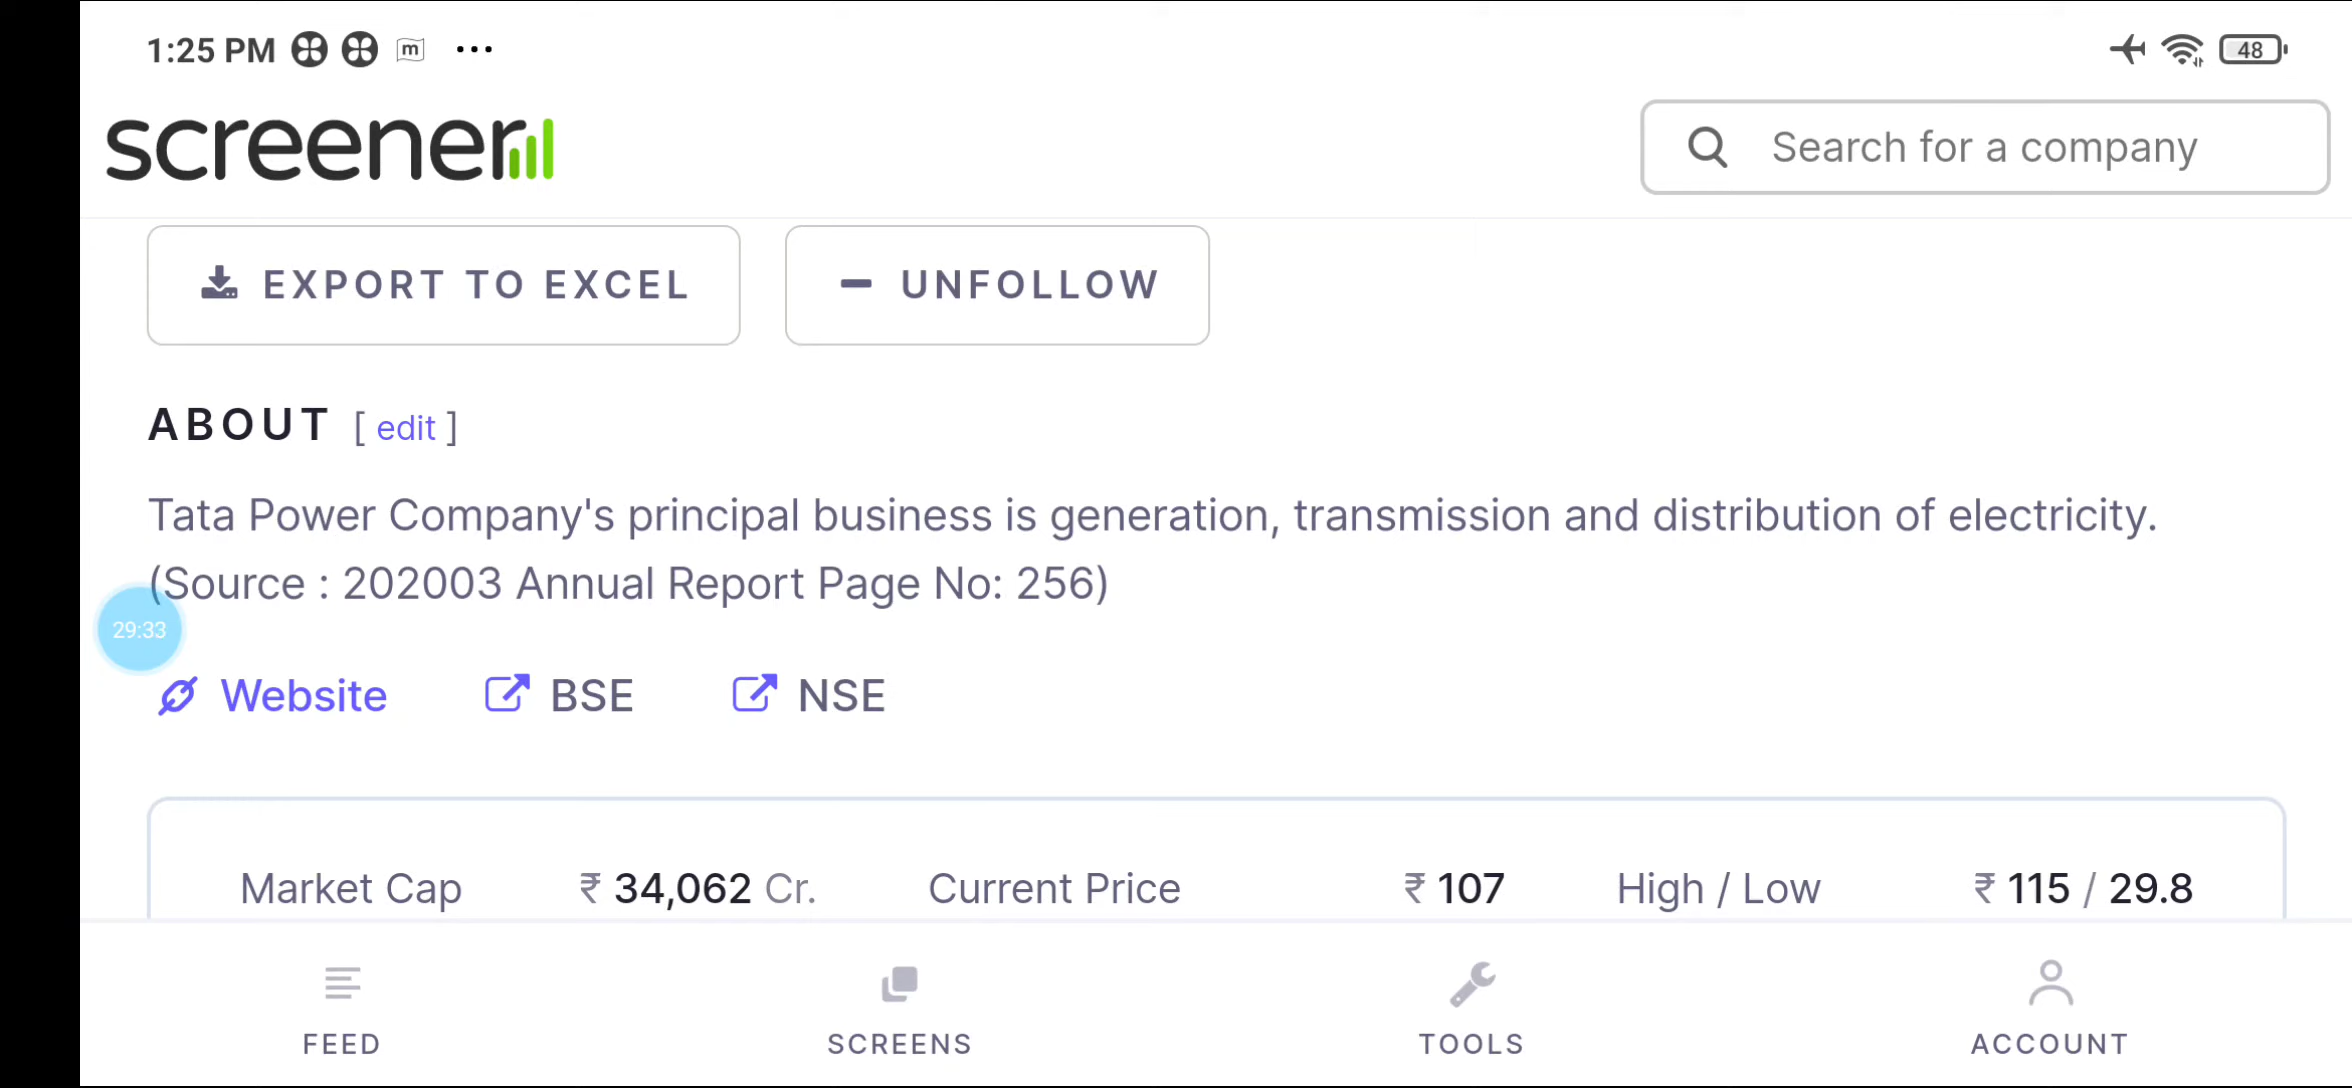 1:25 PM m ... 48
screener
Search for a company
EXPORT TO EXCEL
UNFOLLOW
ABOUT [ edit ]
Tata Power Company's principal business is generation, transmission and distribution of electricity.
(Source : 202003 Annual Report Page No: 256)
29:33
Website BSE NSE
Market Cap ₹ 34,062 Cr. Current Price ₹ 107 High / Low ₹ 115 / 29.8
FEED SCREENS TOOLS ACCOUNT